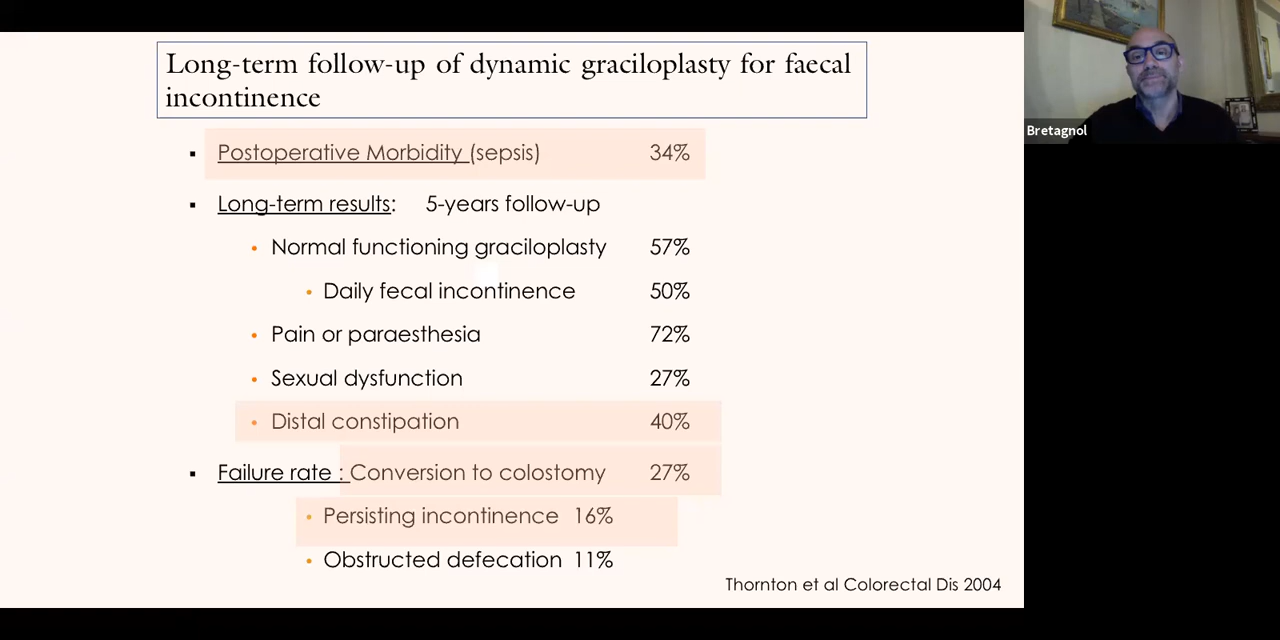 Long-term follow-up of dynamic graciloplasty for faecal
incontinence
Bretagnol
▪ Postoperative Morbidity (sepsis) 34%
▪ Long-term results: 5-years follow-up
• Normal functioning graciloplasty 57%
• Daily fecal incontinence 50%
• Pain or paraesthesia 72%
• Sexual dysfunction 27%
• Distal constipation 40%
▪ Failure rate : Conversion to colostomy 27%
• Persisting incontinence 16%
• Obstructed defecation 11%
Thornton et al Colorectal Dis 2004